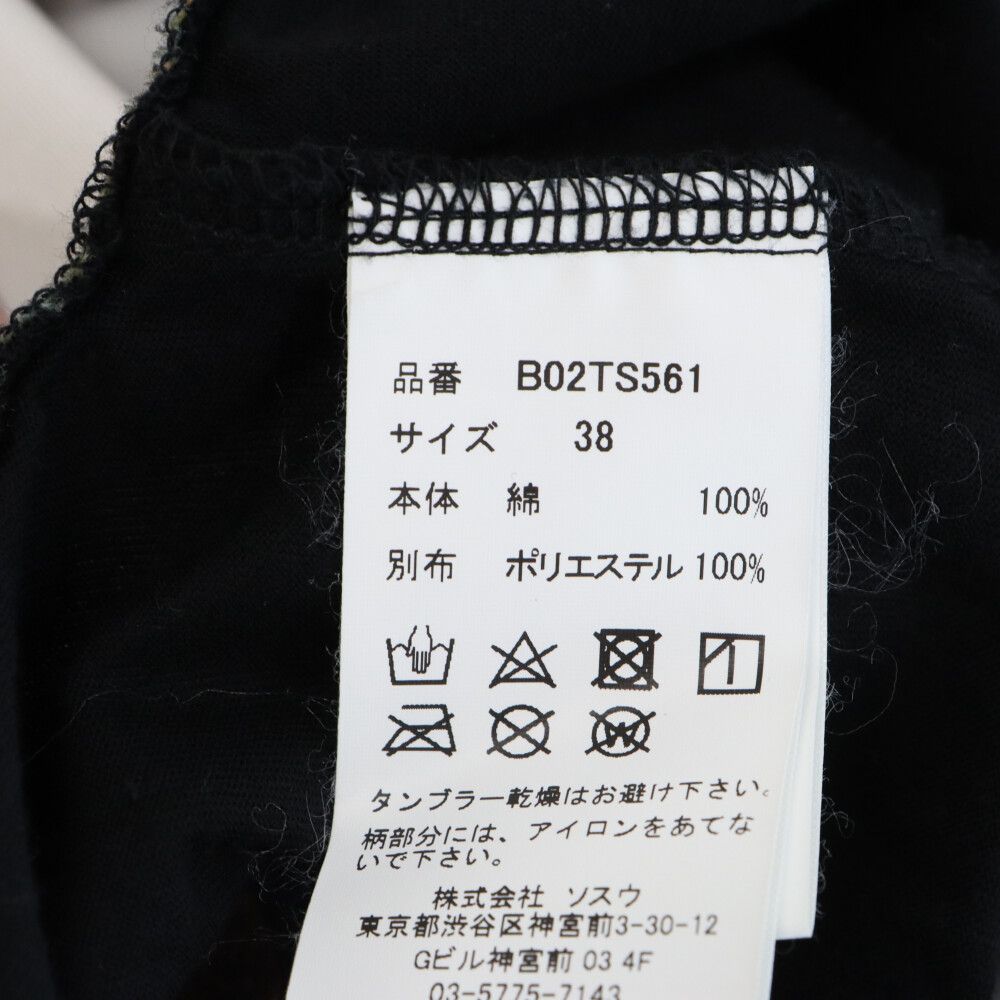 品番 B02TS561
サイズ 38
本体 綿 100%
別布 ポリエステル 100%
W
タンブラー乾燥はお避け下さい。
柄部分には、アイロンをあてな
いで下さい。
株式会社 ソスウ
東京都渋谷区神宮前3-30-12
Gビル神宮前 03 4F
03-5775-7143